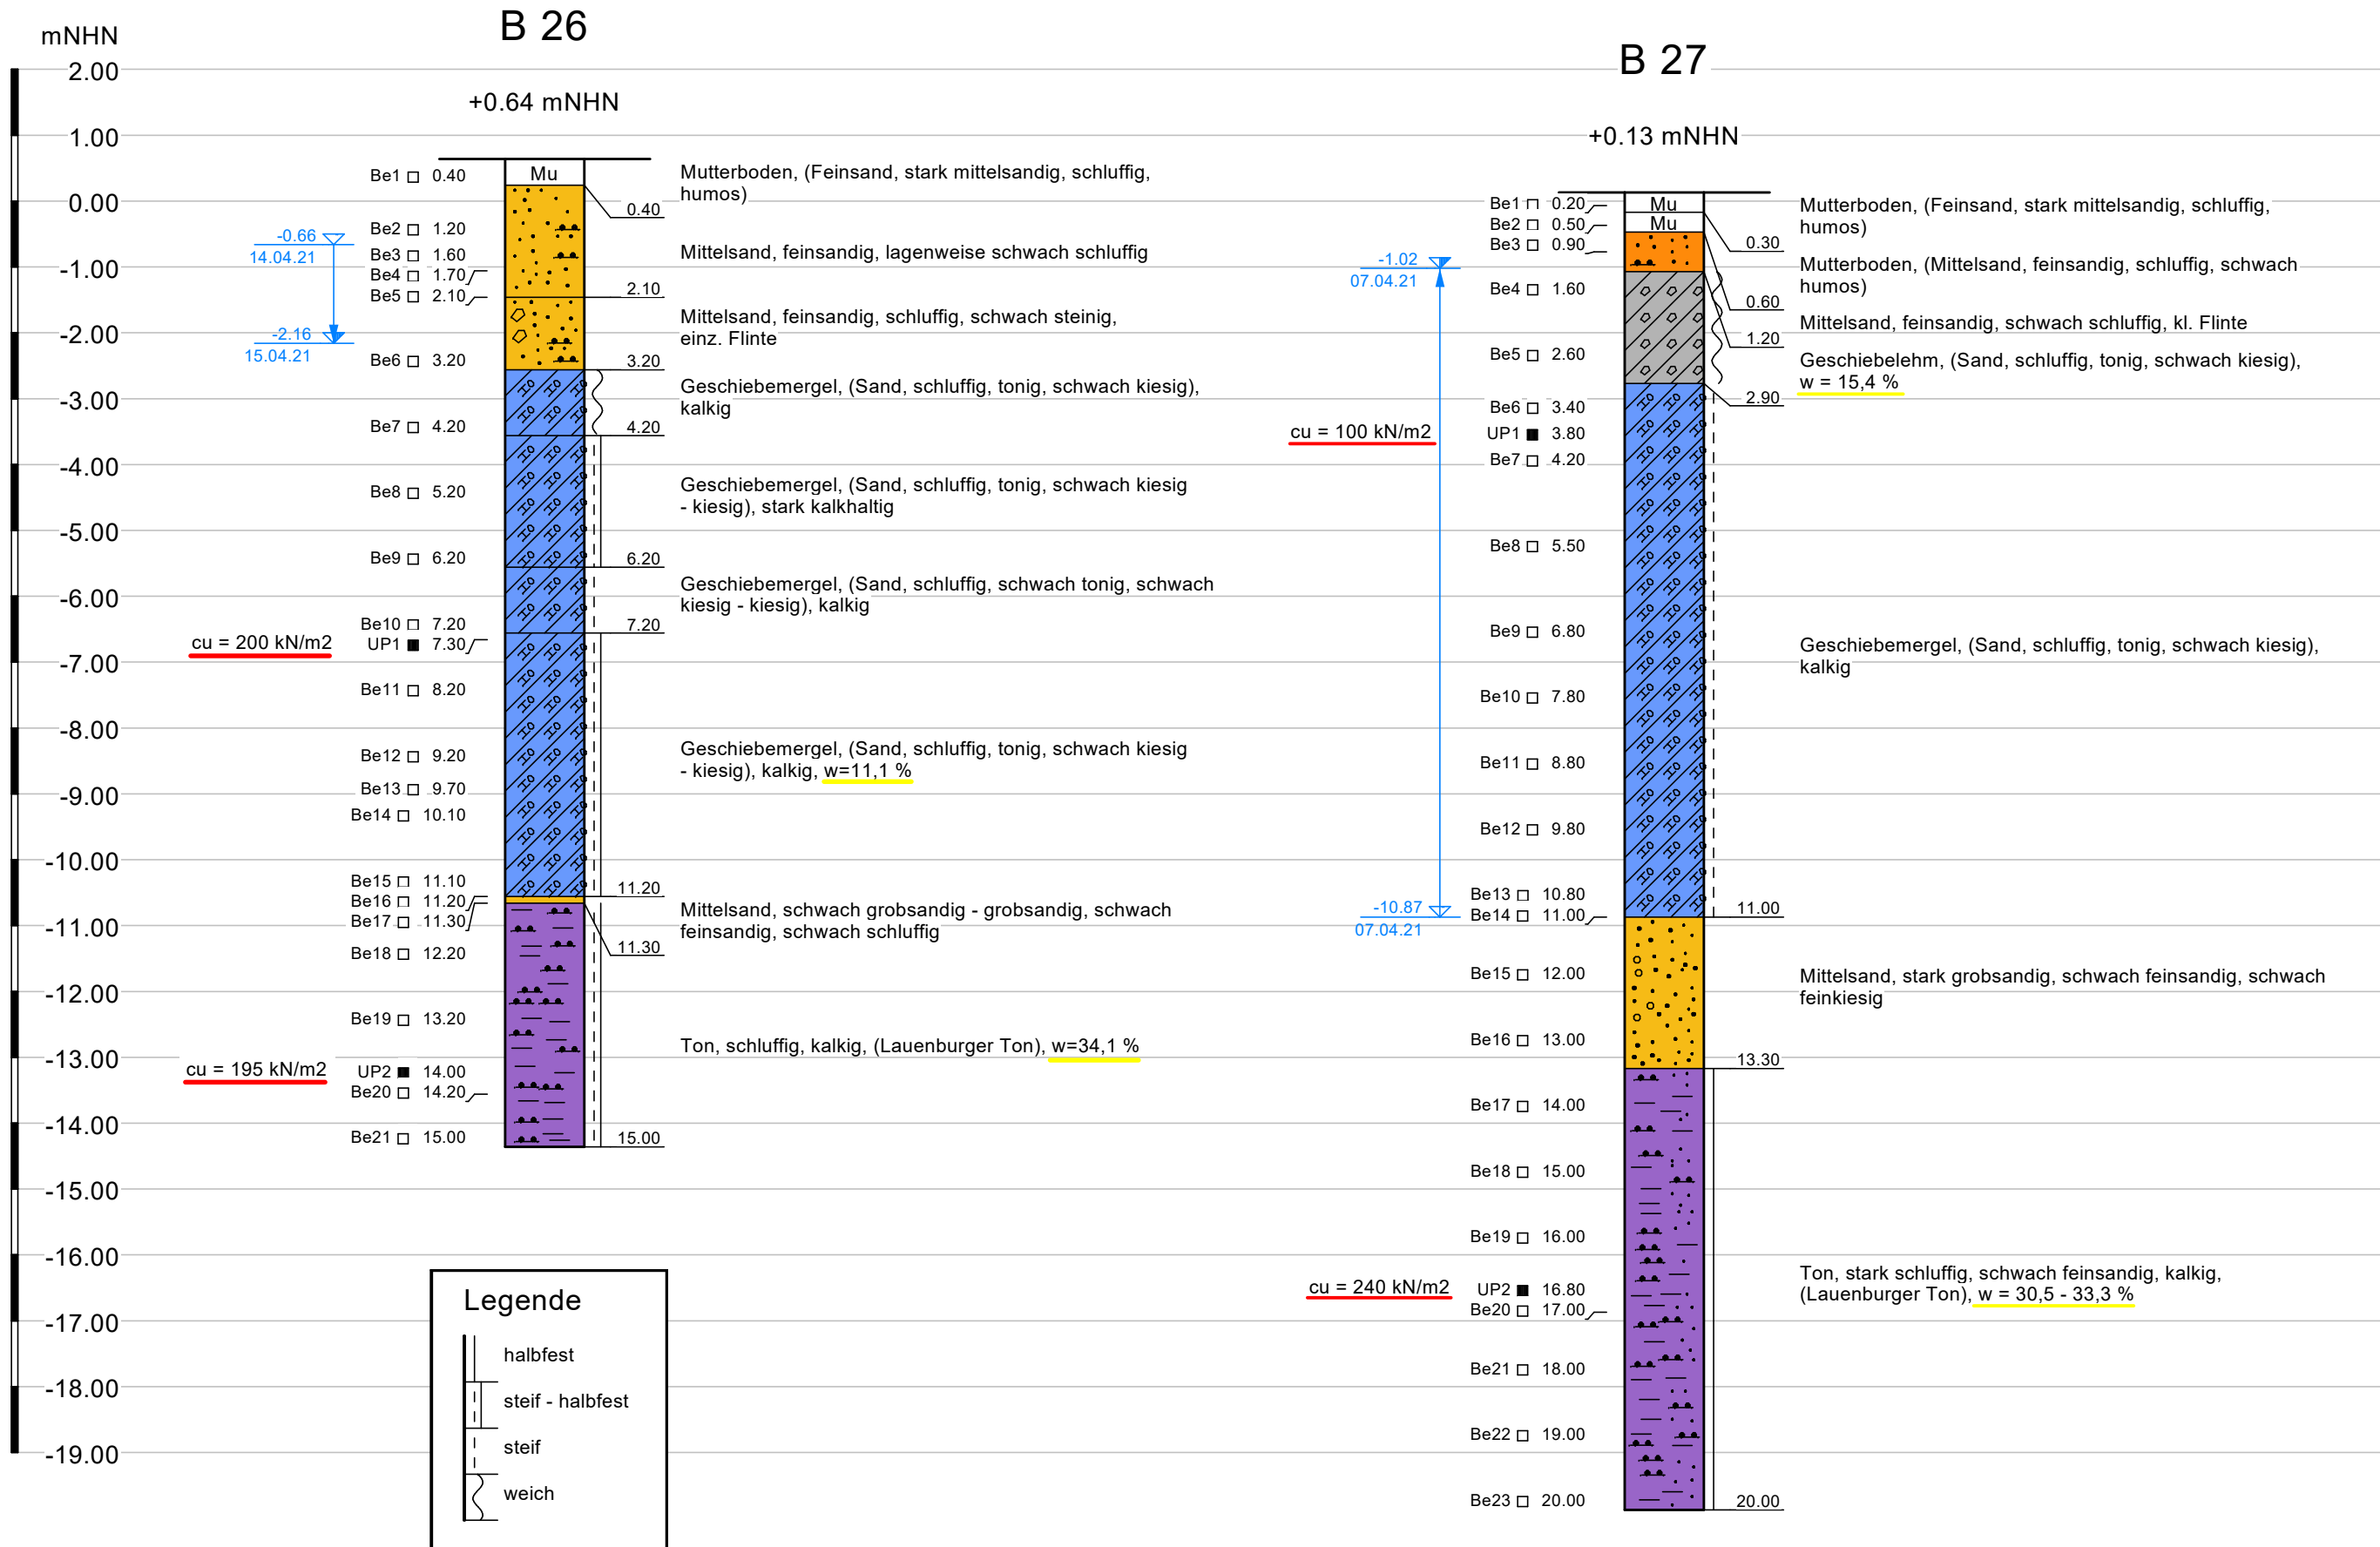 B 26
B 27
mNHN
2.00
1.00
0.00
-1.00
-2.00
-3.00
-4.00
-5.00
-6.00
-7.00
-8.00
-9.00
-10.00
-11.00
-12.00
-13.00
-14.00
-15.00
-16.00
-17.00
-18.00
-19.00
+0.64 mNHN
-0.66
14.04.21
-2.16
15.04.21
cu = 200 kN/m2
cu = 195 kN/m2
Be1 0.40
Be2 1.20
Be3 1.60
Be4 1.70
Be5 2.10
Be6 3.20
Be7 4.20
Be8 5.20
Be9 6.20
Be10 7.20
UP1 7.30
Be11 8.20
Be12 9.20
Be13 9.70
Be14 10.10
Be15 11.10
Be16 11.20
Be17 11.30
Be18 12.20
Be19 13.20
UP2 14.00
Be20 14.20
Be21 15.00
Mu
0.40
2.10
3.20
4.20
6.20
7.20
11.20
11.30
15.00
Mutterboden, (Feinsand, stark mittelsandig, schluffig,
humos)
Mittelsand, feinsandig, lagenweise schwach schluffig
Mittelsand, feinsandig, schluffig, schwach steinig,
einz. Flinte
Geschiebemergel, (Sand, schluffig, tonig, schwach kiesig),
kalkig
Geschiebemergel, (Sand, schluffig, tonig, schwach kiesig
- kiesig), stark kalkhaltig
Geschiebemergel, (Sand, schluffig, schwach tonig, schwach
kiesig - kiesig), kalkig
Geschiebemergel, (Sand, schluffig, tonig, schwach kiesig
- kiesig), kalkig, w=11,1 %
Mittelsand, schwach grobsandig - grobsandig, schwach
feinsandig, schwach schluffig
Ton, schluffig, kalkig, (Lauenburger Ton), w=34,1 %
+0.13 mNHN
-1.02
07.04.21
-10.87
07.04.21
cu = 100 kN/m2
cu = 240 kN/m2
Be1 0.20
Be2 0.50
Be3 0.90
Be4 1.60
Be5 2.60
Be6 3.40
UP1 3.80
Be7 4.20
Be8 5.50
Be9 6.80
Be10 7.80
Be11 8.80
Be12 9.80
Be13 10.80
Be14 11.00
Be15 12.00
Be16 13.00
Be17 14.00
Be18 15.00
Be19 16.00
UP2 16.80
Be20 17.00
Be21 18.00
Be22 19.00
Be23 20.00
Mu
Mu
0.30
0.60
1.20
2.90
11.00
13.30
20.00
Mutterboden, (Feinsand, stark mittelsandig, schluffig,
humos)
Mutterboden, (Mittelsand, feinsandig, schluffig, schwach
humos)
Mittelsand, feinsandig, schwach schluffig, kl. Flinte
Geschiebelehm, (Sand, schluffig, tonig, schwach kiesig),
w = 15,4 %
Geschiebemergel, (Sand, schluffig, tonig, schwach kiesig),
kalkig
Mittelsand, stark grobsandig, schwach feinsandig, schwach
feinkiesig
Ton, stark schluffig, schwach feinsandig, kalkig,
(Lauenburger Ton), w = 30,5 - 33,3 %
Legende
halbfest
steif - halbfest
steif
weich